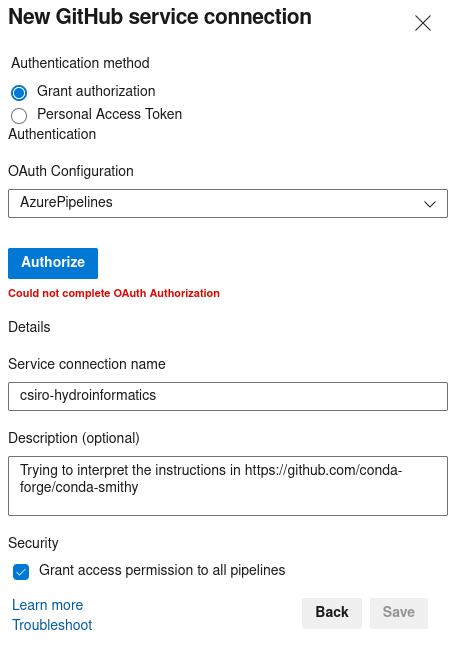 New GitHub service connection
Authentication method
Grant authorization
Personal Access Token
Authentication
OAuth Configuration
AzurePipelines
Authorize
Could not complete OAuth Authorization
Details
Service connection name
csiro-hydroinformatics
Description (optional)
Trying to interpret the instructions in https://github.com/conda-
forge/conda-smithy
Security
Grant access permission to all pipelines
Learn more
Troubleshoot
Back
Save